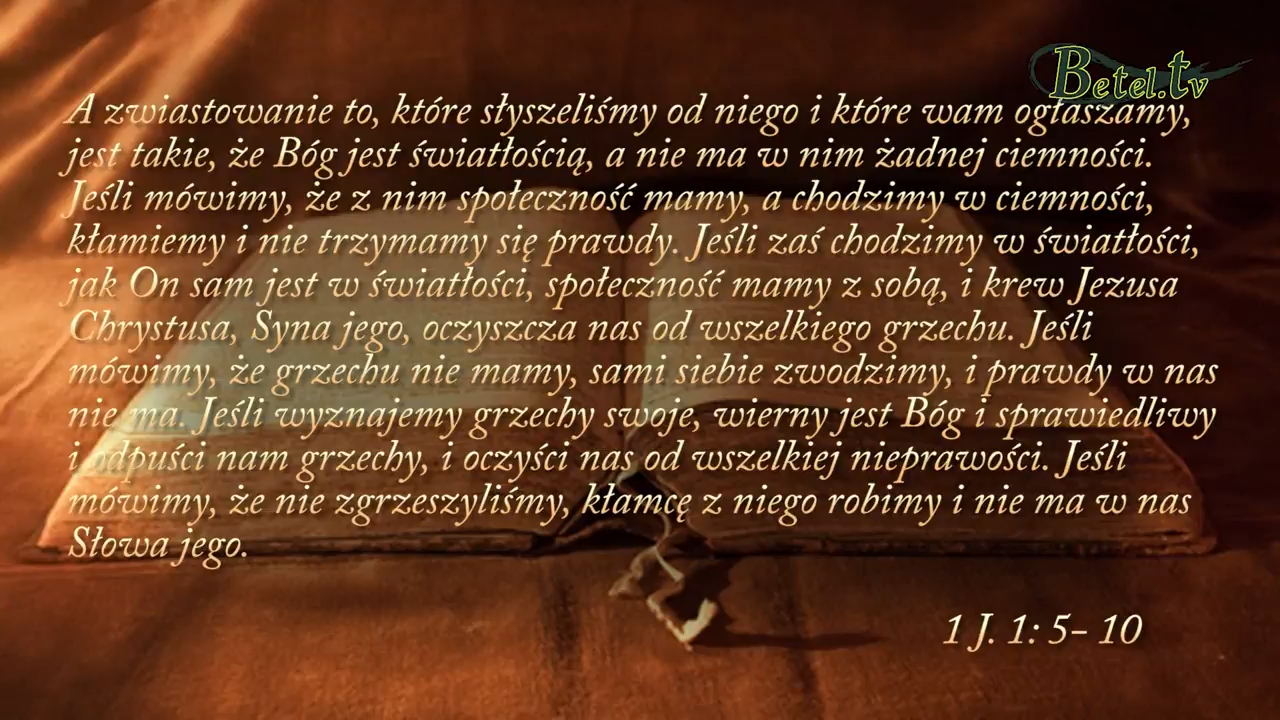 Betel.tv
A zwiastowanie to, które słyszeliśmy od niego i które wam ogłaszamy,
jest takie, że Bóg jest światłością, a nie ma w nim żadnej ciemności.
Jeśli mówimy, że z nim społeczność mamy, a chodzimy w ciemności,
kłamiemy i nie trzymamy się prawdy. Jeśli zaś chodzimy w światłości,
jak On sam jest w światłości, społeczność mamy z sobą, i krew Jezusa
Chrystusa, Syna jego, oczyszcza nas od wszelkiego grzechu. Jeśli
mówimy, że grzechu nie mamy, sami siebie zwodzimy, i prawdy w nas
nie ma. Jeśli wyznajemy grzechy swoje, wierny jest Bóg i sprawiedliwy
i odpuści nam grzechy, i oczyści nas od wszelkiej nieprawości. Jeśli
mówimy, że nie zgrzeszyliśmy, kłamcę z niego robimy i nie ma w nas
Słowa jego.
1 J. 1: 5- 10